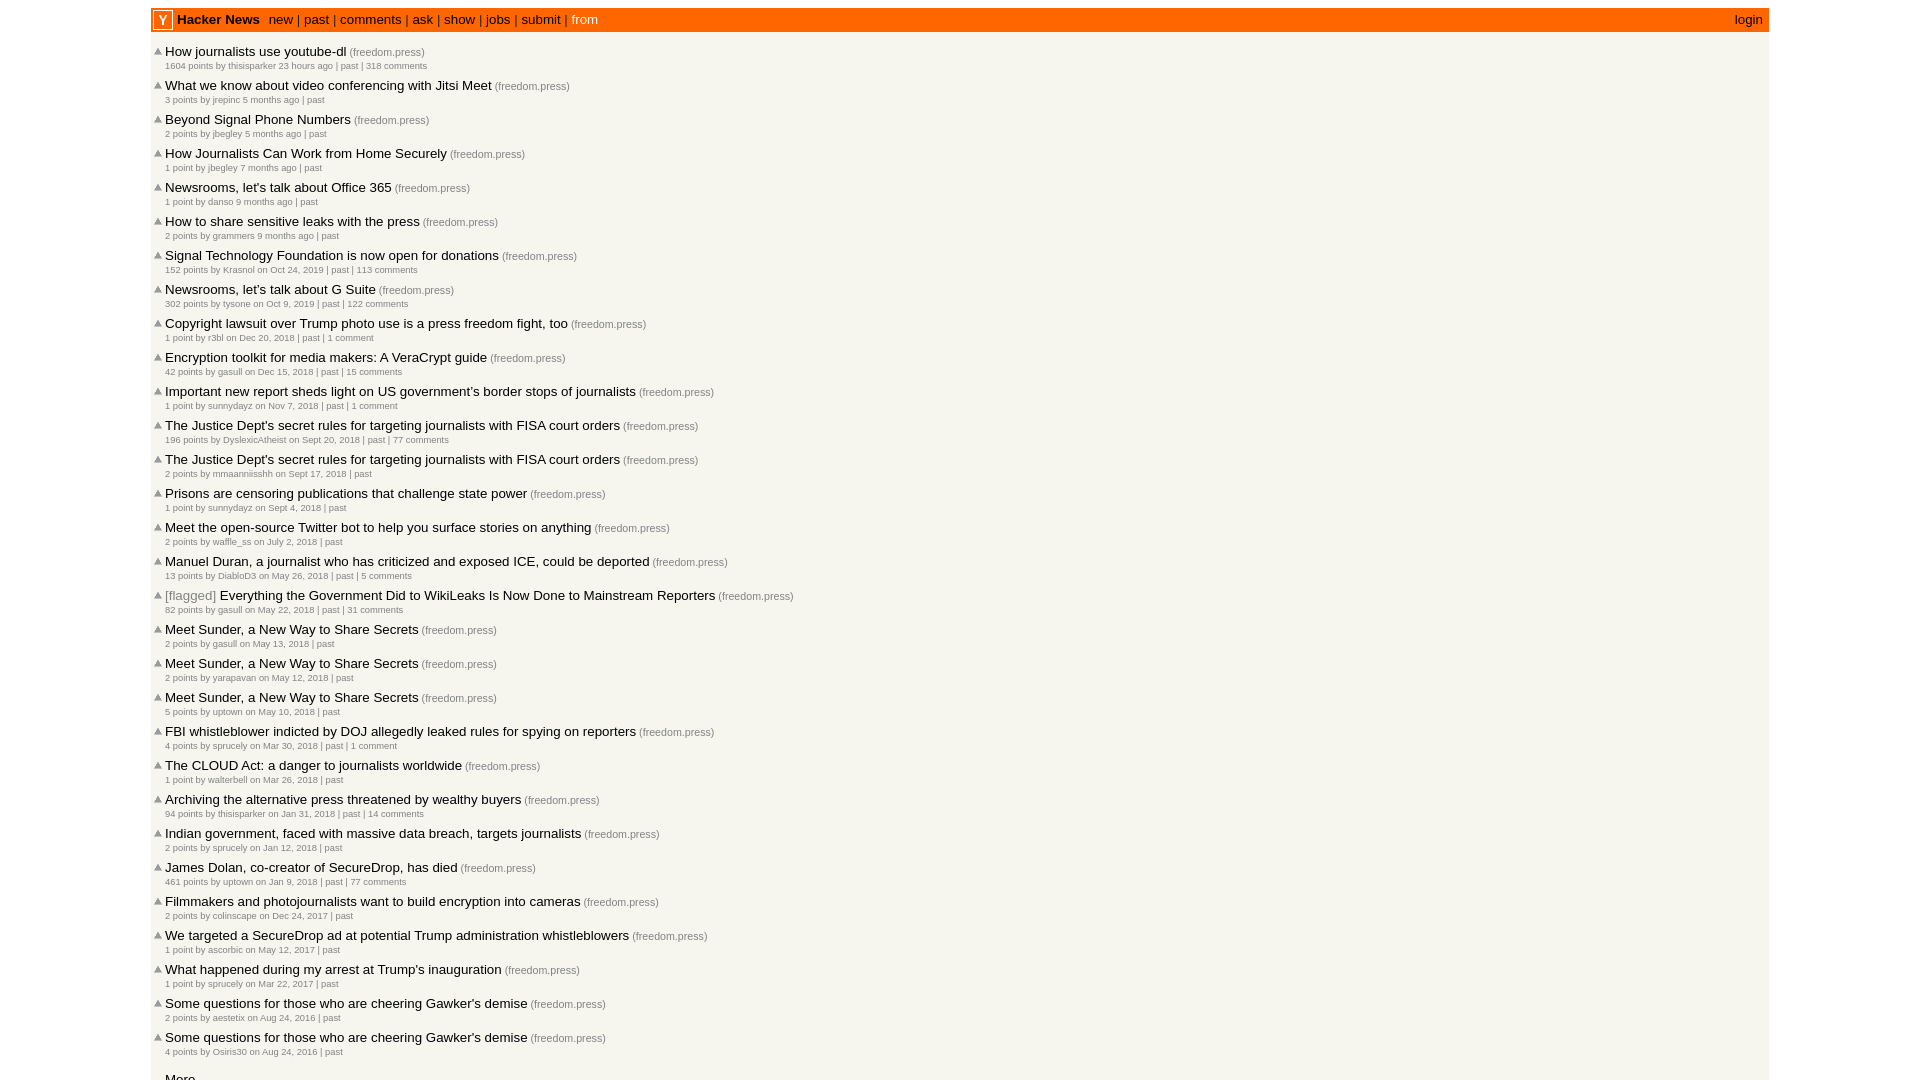 Y Hacker News new | past | comments | ask | show | jobs | submit | from login
How journalists use youtube-dl (freedom.press)
1604 points by thisisparker 23 hours ago | past | 318 comments
What we know about video conferencing with Jitsi Meet (freedom.press)
3 points by jrepinc 5 months ago | past
Beyond Signal Phone Numbers (freedom.press)
2 points by jbegley 5 months ago | past
How Journalists Can Work from Home Securely (freedom.press)
1 point by jbegley 7 months ago | past
Newsrooms, let's talk about Office 365 (freedom.press)
1 point by danso 9 months ago | past
How to share sensitive leaks with the press (freedom.press)
2 points by grammers 9 months ago | past
Signal Technology Foundation is now open for donations (freedom.press)
152 points by Krasnol on Oct 24, 2019 | past | 113 comments
Newsrooms, let’s talk about G Suite (freedom.press)
302 points by tysone on Oct 9, 2019 | past | 122 comments
Copyright lawsuit over Trump photo use is a press freedom fight, too (freedom.press)
1 point by r3bl on Dec 20, 2018 | past | 1 comment
Encryption toolkit for media makers: A VeraCrypt guide (freedom.press)
42 points by gasull on Dec 15, 2018 | past | 15 comments
Important new report sheds light on US government’s border stops of journalists (freedom.press)
1 point by sunnydayz on Nov 7, 2018 | past | 1 comment
The Justice Dept's secret rules for targeting journalists with FISA court orders (freedom.press)
196 points by DyslexicAtheist on Sept 20, 2018 | past | 77 comments
The Justice Dept's secret rules for targeting journalists with FISA court orders (freedom.press)
2 points by mmaanniisshh on Sept 17, 2018 | past
Prisons are censoring publications that challenge state power (freedom.press)
1 point by sunnydayz on Sept 4, 2018 | past
Meet the open-source Twitter bot to help you surface stories on anything (freedom.press)
2 points by waffle_ss on July 2, 2018 | past
Manuel Duran, a journalist who has criticized and exposed ICE, could be deported (freedom.press)
13 points by DiabloD3 on May 26, 2018 | past | 5 comments
[flagged] Everything the Government Did to WikiLeaks Is Now Done to Mainstream Reporters (freedom.press)
82 points by gasull on May 22, 2018 | past | 31 comments
Meet Sunder, a New Way to Share Secrets (freedom.press)
2 points by gasull on May 13, 2018 | past
Meet Sunder, a New Way to Share Secrets (freedom.press)
2 points by yarapavan on May 12, 2018 | past
Meet Sunder, a New Way to Share Secrets (freedom.press)
5 points by uptown on May 10, 2018 | past
FBI whistleblower indicted by DOJ allegedly leaked rules for spying on reporters (freedom.press)
4 points by sprucely on Mar 30, 2018 | past | 1 comment
The CLOUD Act: a danger to journalists worldwide (freedom.press)
1 point by walterbell on Mar 26, 2018 | past
Archiving the alternative press threatened by wealthy buyers (freedom.press)
94 points by thisisparker on Jan 31, 2018 | past | 14 comments
Indian government, faced with massive data breach, targets journalists (freedom.press)
2 points by sprucely on Jan 12, 2018 | past
James Dolan, co-creator of SecureDrop, has died (freedom.press)
461 points by uptown on Jan 9, 2018 | past | 77 comments
Filmmakers and photojournalists want to build encryption into cameras (freedom.press)
2 points by colinscape on Dec 24, 2017 | past
We targeted a SecureDrop ad at potential Trump administration whistleblowers (freedom.press)
1 point by ascorbic on May 12, 2017 | past
What happened during my arrest at Trump's inauguration (freedom.press)
1 point by sprucely on Mar 22, 2017 | past
Some questions for those who are cheering Gawker's demise (freedom.press)
2 points by aestetix on Aug 24, 2016 | past
Some questions for those who are cheering Gawker's demise (freedom.press)
4 points by Osiris30 on Aug 24, 2016 | past
More